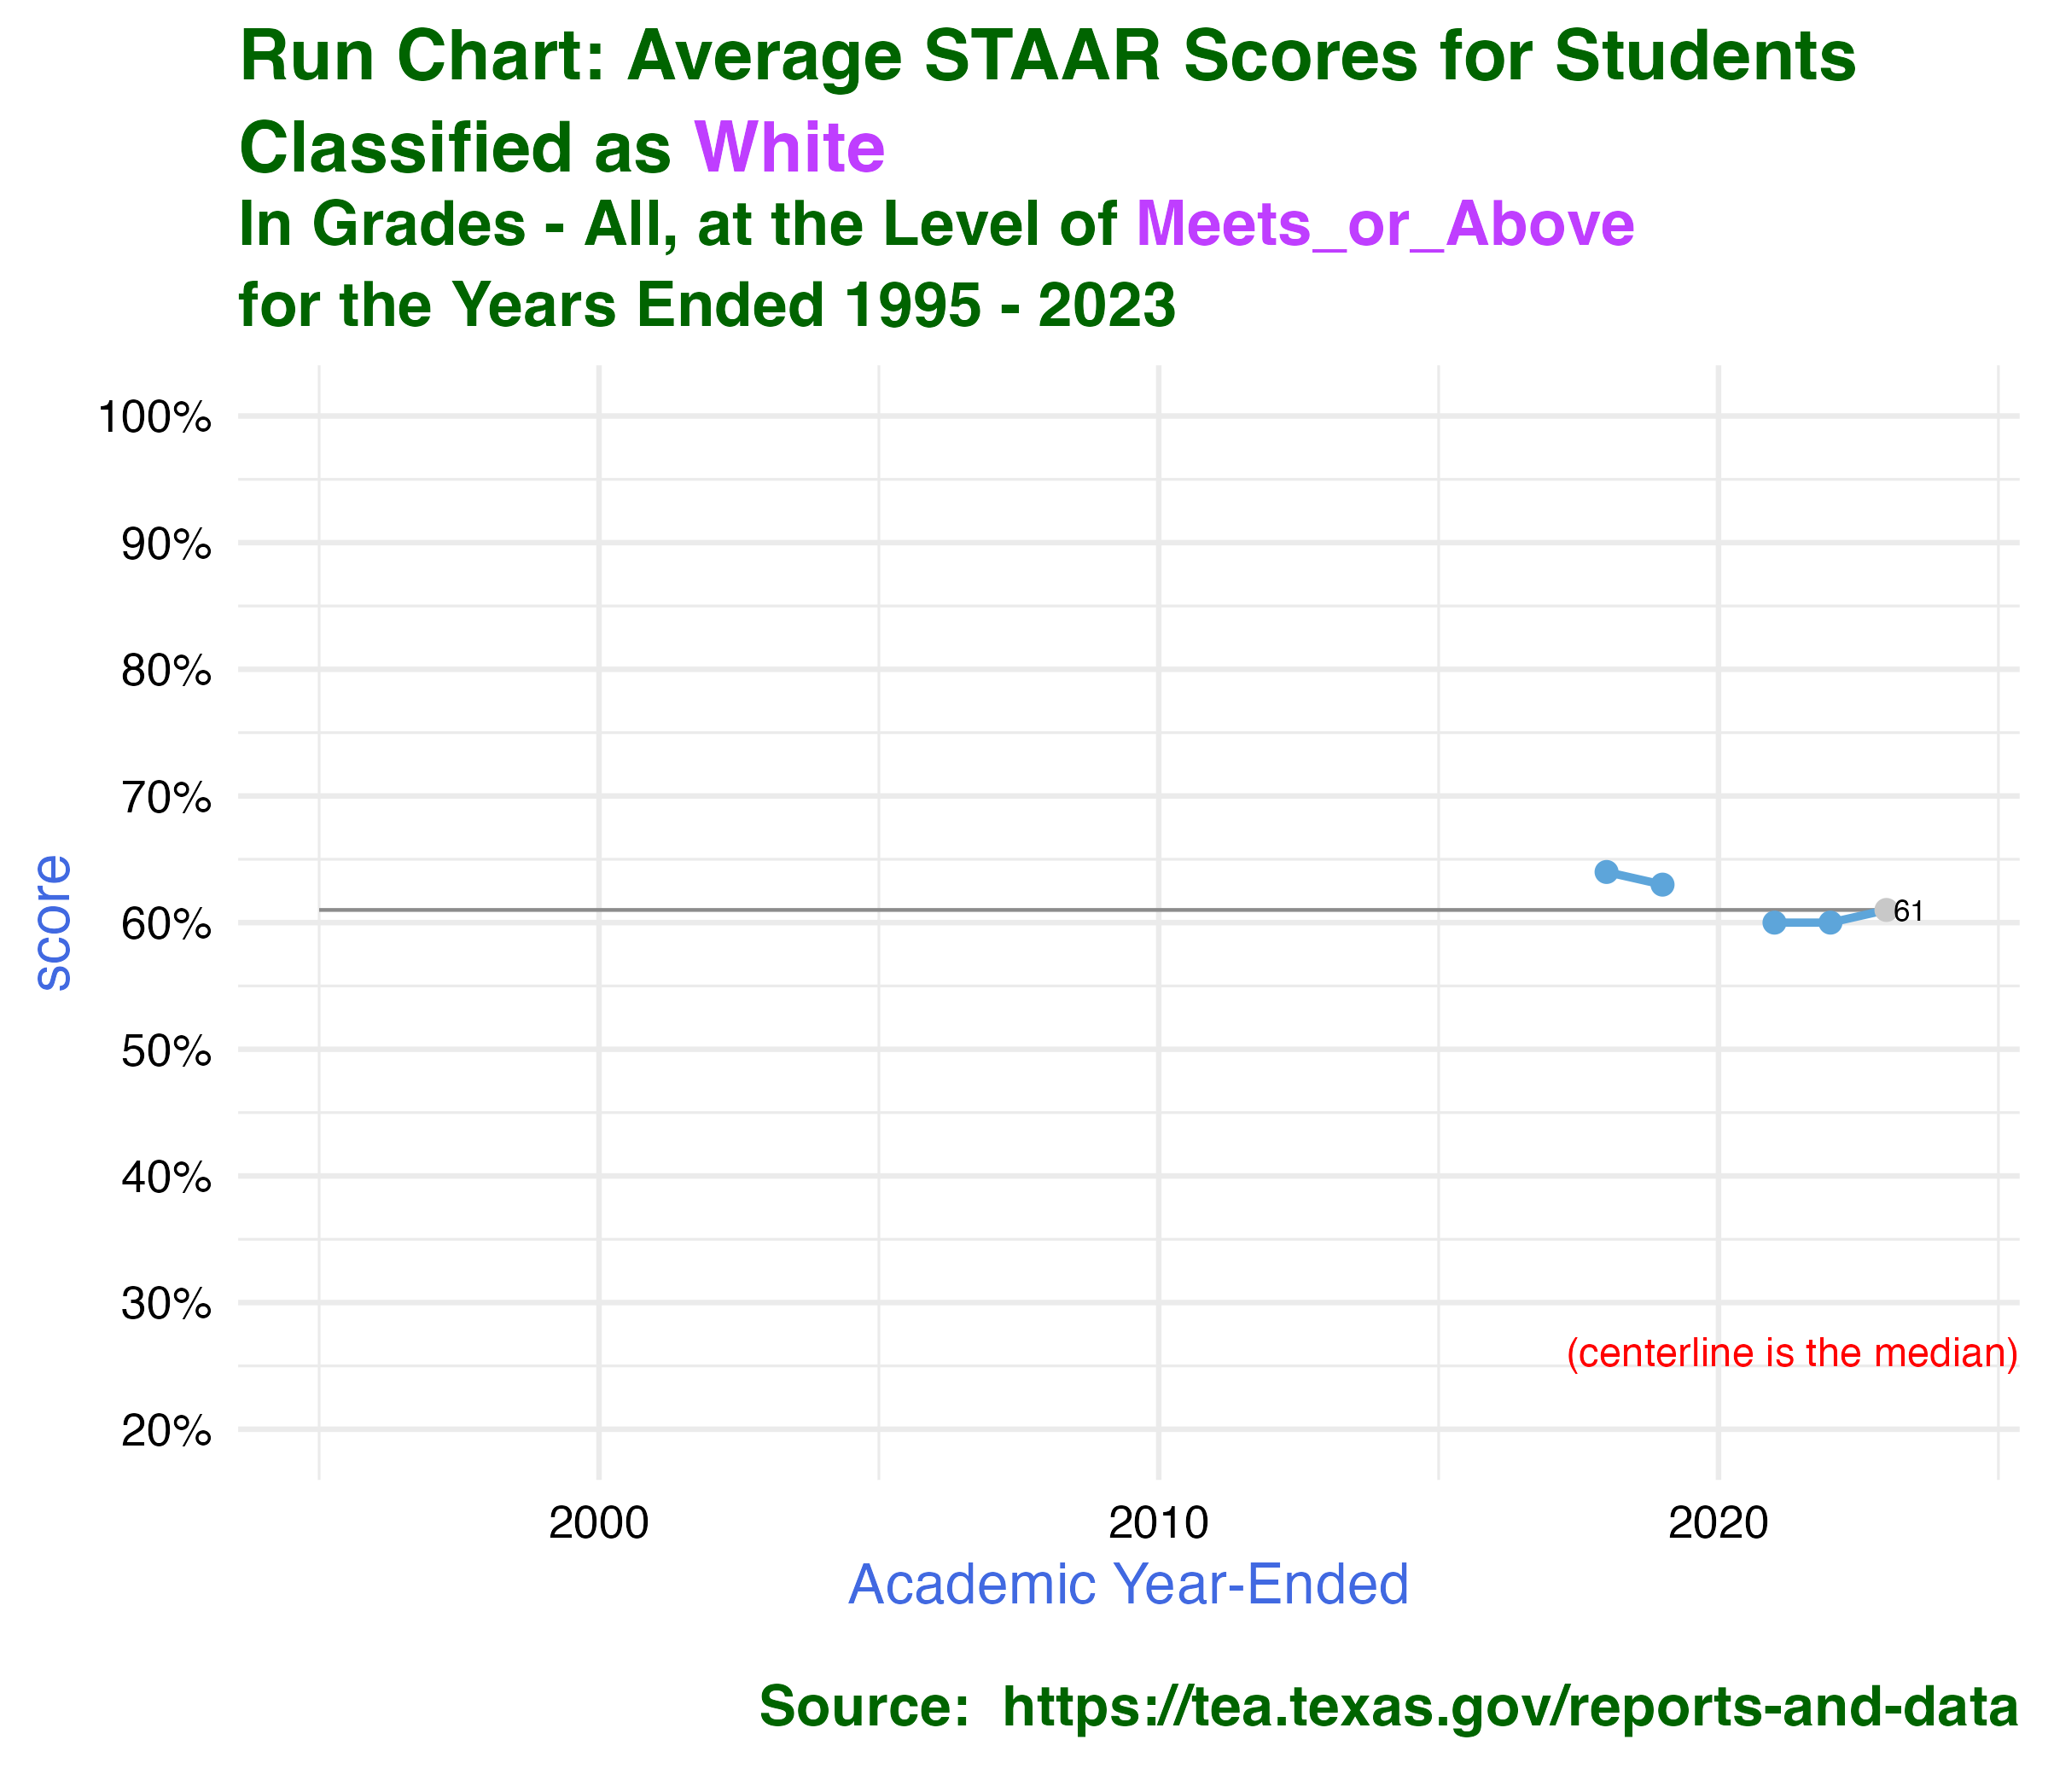 Run Chart: Average STAAR Scores for Students
Classified as White
In Grades - All, at the Level of Meets_or_Above
for the Years Ended 1995 - 2023
100%
90%
80%
70%
60%
50%
40%
30%
20%
score
61
(centerline is the median)
2000
2010
2020
Academic Year-Ended
Source:  https://tea.texas.gov/reports-and-data